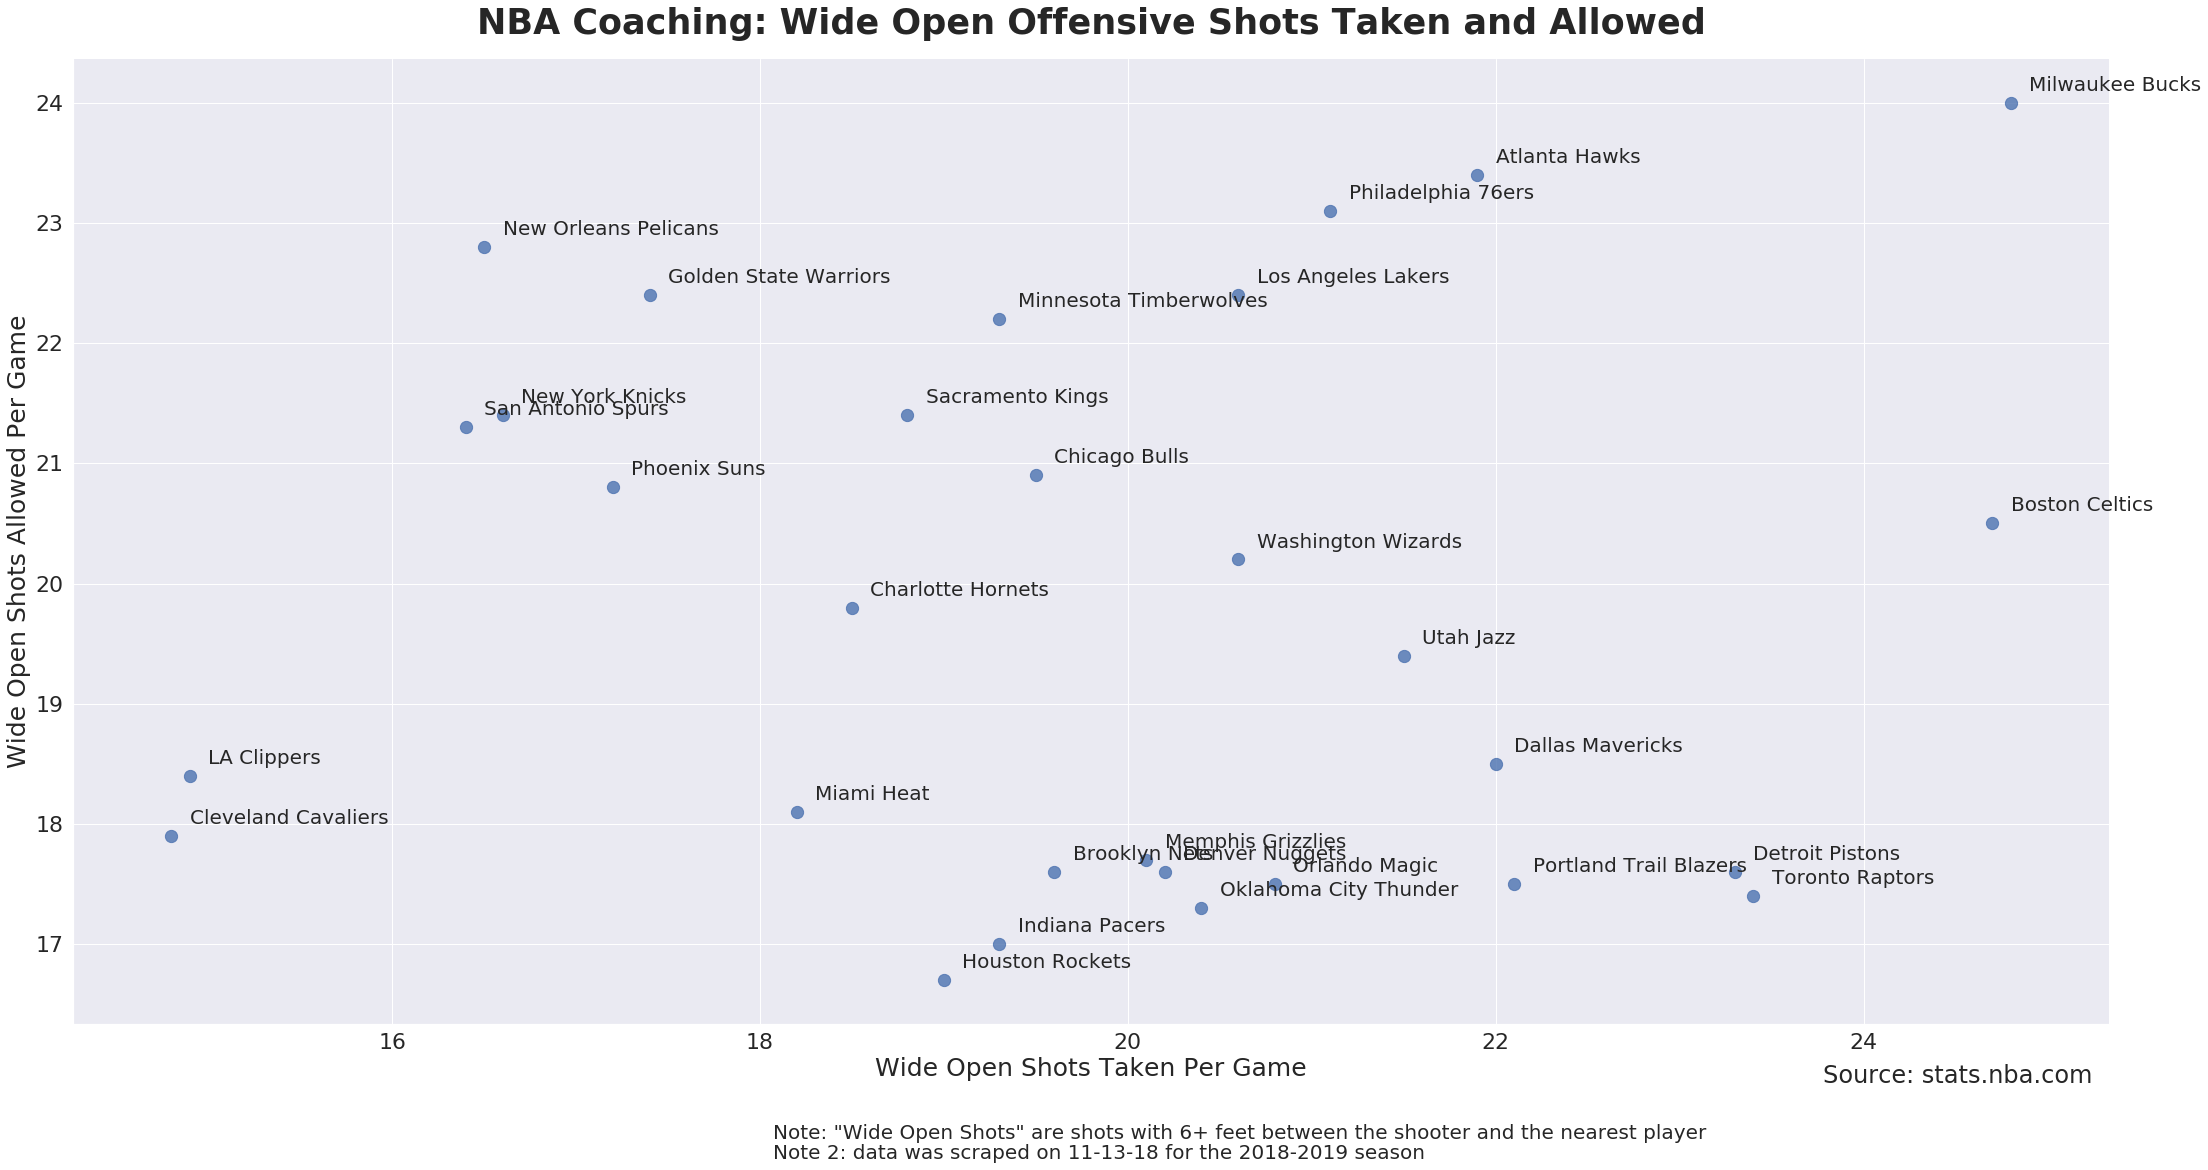 NBA Coaching: Wide Open Offensive Shots Taken and Allowed
Milwaukee Bucks
Atlanta Hawks
Philadelphia 76ers
New Orleans Pelicans
Golden State Warriors
Los Angeles Lakers
Minnesota Timberwolves
New York Knicks
San Antonio Spurs
Sacramento Kings
Chicago Bulls
Phoenix Suns
Boston Celtics
Washington Wizards
Charlotte Hornets
Utah Jazz
Dallas Mavericks
LA Clippers
Miami Heat
Cleveland Cavaliers
Memphis Grizzlies
Brooklyn Nets
Denver Nuggets
Detroit Pistons
Orlando Magic
Portland Trail Blazers
Toronto Raptors
Oklahoma City Thunder
Indiana Pacers
Houston Rockets
24
23
22
21
20
19
18
17
Wide Open Shots Allowed Per Game
16
18
20
22
24
Wide Open Shots Taken Per Game
Source: stats.nba.com
Note: "Wide Open Shots" are shots with 6+ feet between the shooter and the nearest player
Note 2: data was scraped on 11-13-18 for the 2018-2019 season